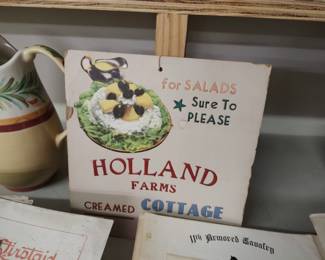 for SALADS
Sure To
PLEASE
HOLLAND
FARMS
CREAMED COTTAGE
11th Armored Cavalry